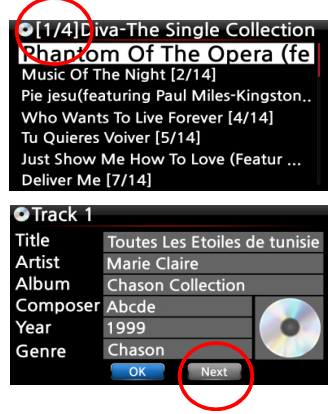 [1/4]Diva-The Single Collection
Phantom Of The Opera (fe
Music Of The Night [2/14]
Pie jesu(featuring Paul Miles-Kingston..
Who Wants To Live Forever [4/14]
Tu Quieres Voiver [5/14]
Just Show Me How To Love (Featur ...
Deliver Me [7/14]
Track 1
Title Toutes Les Etoiles de tunisie
Artist Marie Claire
Album Chason Collection
Composer Abcde
Year 1999
Genre Chason
OK Next